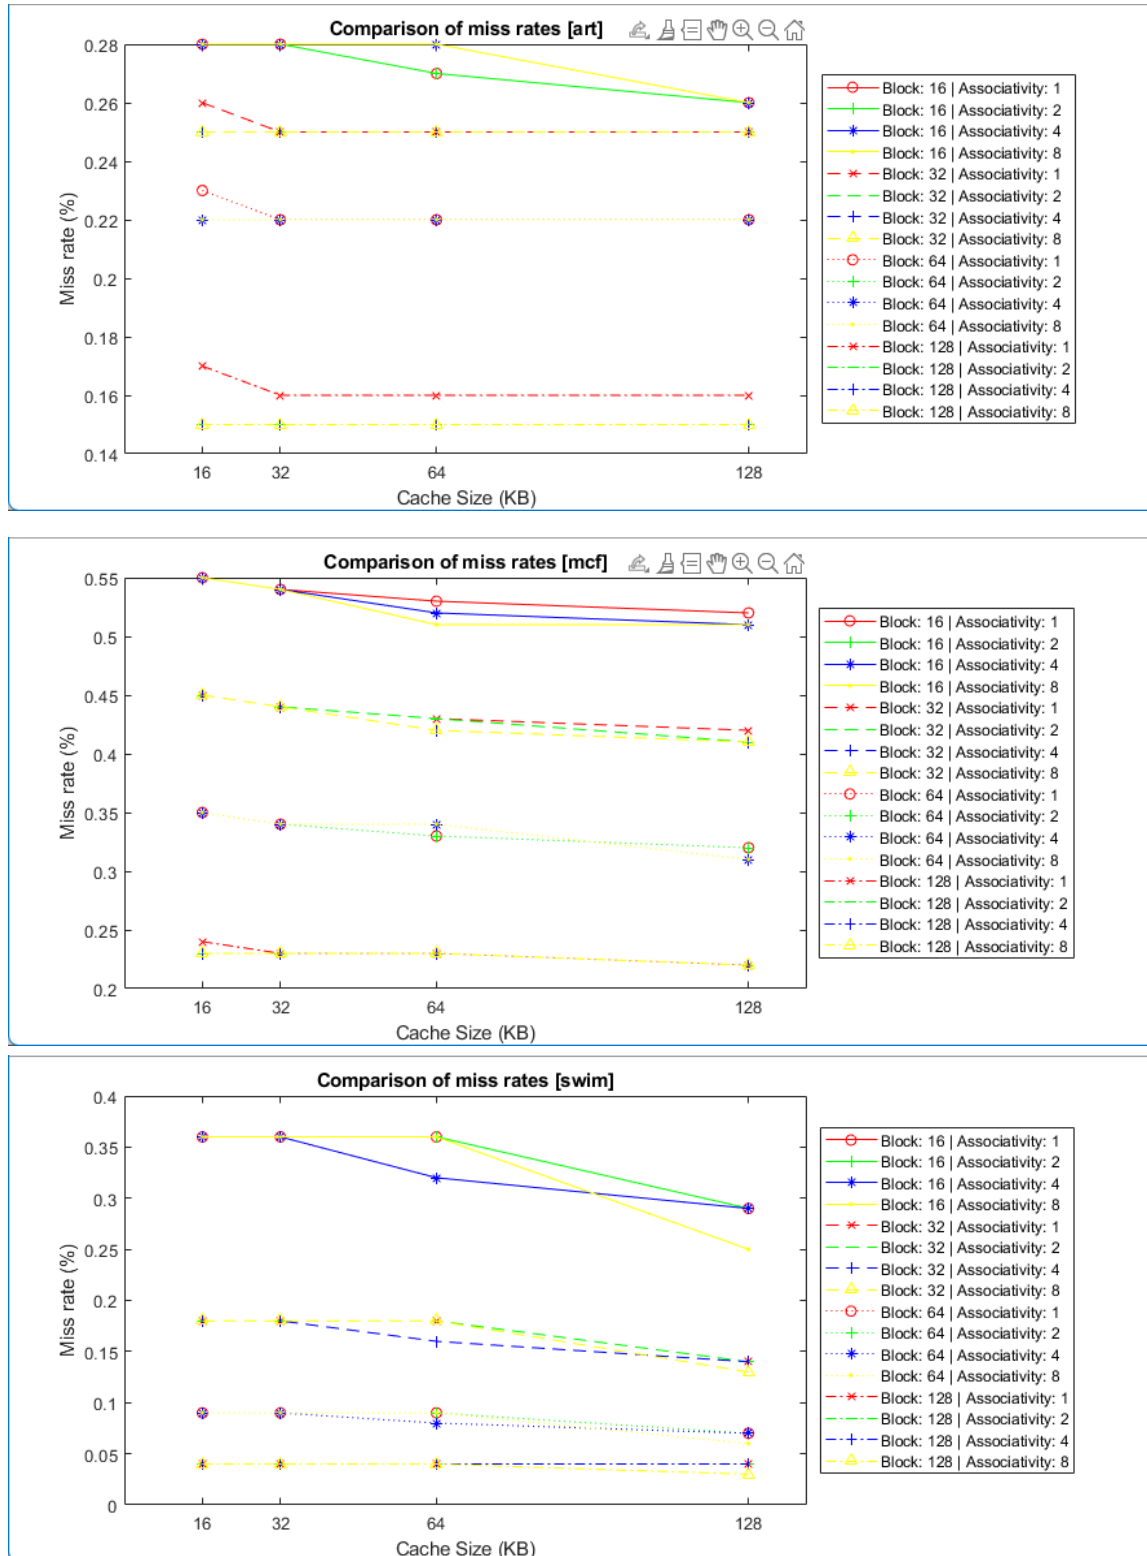 Comparison of miss rates [art]
0.28
0.26
0.24
0.22
0.2
0.18
0.16
0.14
Miss rate (%)
16
32
64
128
Cache Size (KB)
Block: 16 | Associativity: 1
Block: 16 | Associativity: 2
Block: 16 | Associativity: 4
Block: 16 | Associativity: 8
Block: 32 | Associativity: 1
Block: 32 | Associativity: 2
Block: 32 | Associativity: 4
Block: 32 | Associativity: 8
Block: 64 | Associativity: 1
Block: 64 | Associativity: 2
Block: 64 | Associativity: 4
Block: 64 | Associativity: 8
Block: 128 | Associativity: 1
Block: 128 | Associativity: 2
Block: 128 | Associativity: 4
Block: 128 | Associativity: 8
Comparison of miss rates [mcf]
0.55
0.5
0.45
0.4
0.35
0.3
0.25
0.2
Miss rate (%)
16
32
64
128
Cache Size (KB)
Block: 16 | Associativity: 1
Block: 16 | Associativity: 2
Block: 16 | Associativity: 4
Block: 16 | Associativity: 8
Block: 32 | Associativity: 1
Block: 32 | Associativity: 2
Block: 32 | Associativity: 4
Block: 32 | Associativity: 8
Block: 64 | Associativity: 1
Block: 64 | Associativity: 2
Block: 64 | Associativity: 4
Block: 64 | Associativity: 8
Block: 128 | Associativity: 1
Block: 128 | Associativity: 2
Block: 128 | Associativity: 4
Block: 128 | Associativity: 8
Comparison of miss rates [swim]
0.4
0.35
0.3
0.25
0.2
0.15
0.1
0.05
0
Miss rate (%)
16
32
64
128
Cache Size (KB)
Block: 16 | Associativity: 1
Block: 16 | Associativity: 2
Block: 16 | Associativity: 4
Block: 16 | Associativity: 8
Block: 32 | Associativity: 1
Block: 32 | Associativity: 2
Block: 32 | Associativity: 4
Block: 32 | Associativity: 8
Block: 64 | Associativity: 1
Block: 64 | Associativity: 2
Block: 64 | Associativity: 4
Block: 64 | Associativity: 8
Block: 128 | Associativity: 1
Block: 128 | Associativity: 2
Block: 128 | Associativity: 4
Block: 128 | Associativity: 8